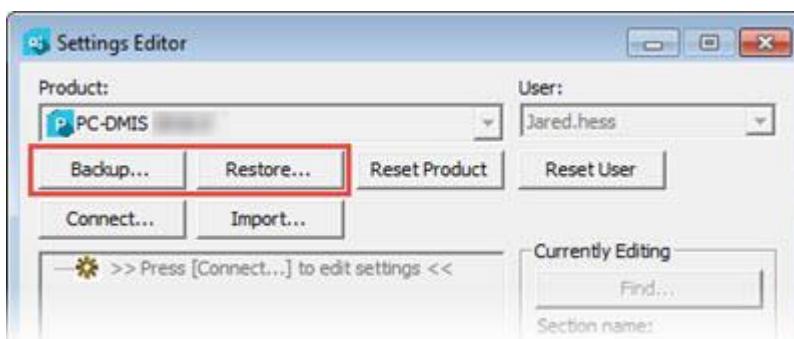 Settings Editor
Product: User:
PC-DMIS Jared.hess
Backup... Restore... Reset Product Reset User
Connect... Import...
>> Press [Connect...] to edit settings << Currently Editing
Find...
Section name: